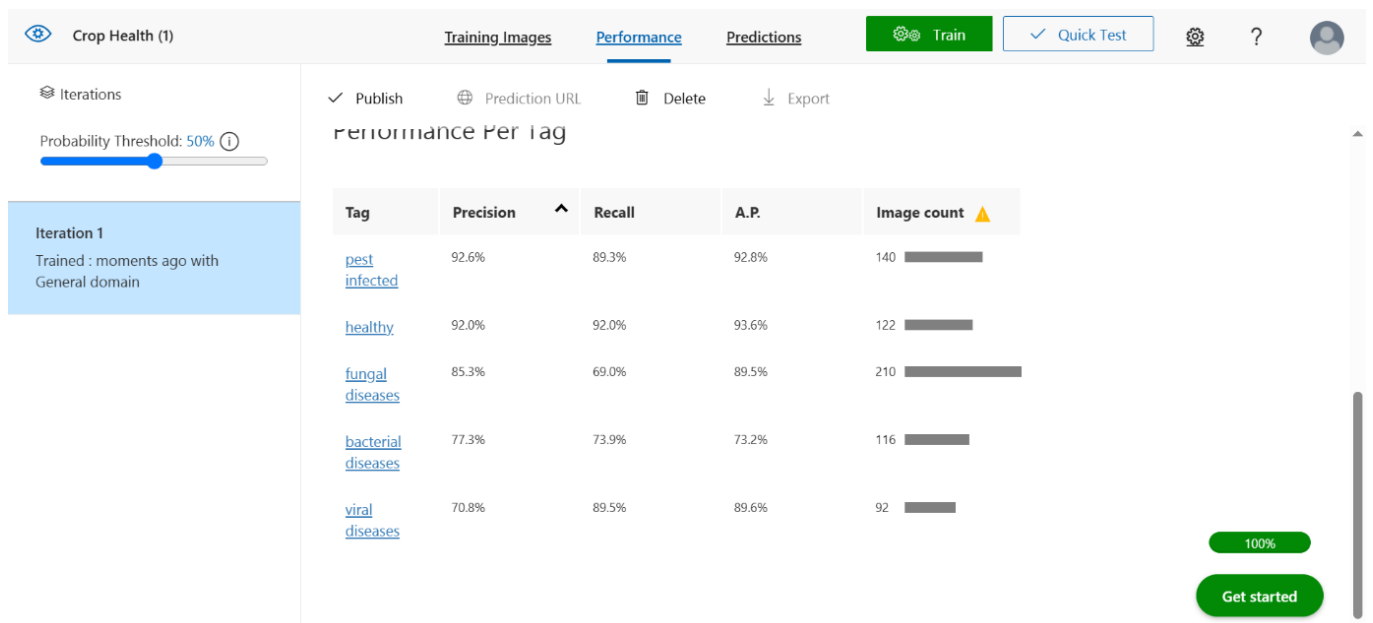 Crop Health (1)
Training Images
Performance
Predictions
Train
Quick Test
?
Iterations
Probability Threshold: 50%
Iteration 1
Trained : moments ago with
General domain
Publish
Prediction URL
Delete
Export
Performance Per Tag
Tag Precision Recall A.P. Image count
pest infected 92.6% 89.3% 92.8% 140
healthy 92.0% 92.0% 93.6% 122
fungal diseases 85.3% 69.0% 89.5% 210
bacterial diseases 77.3% 73.9% 73.2% 116
viral diseases 70.8% 89.5% 89.6% 92
100%
Get started